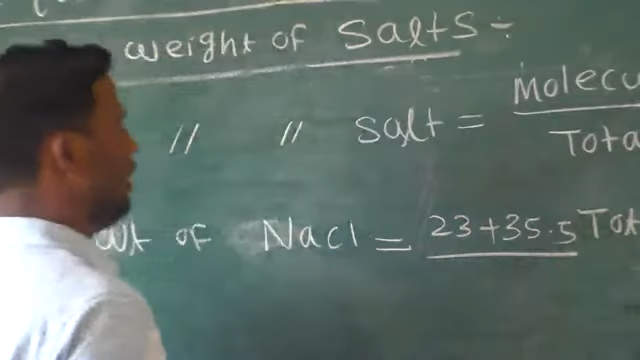 weight of Salts ÷
// // salt = Molecu
Tota
Wt of NaCl = 23+35.5 Tot